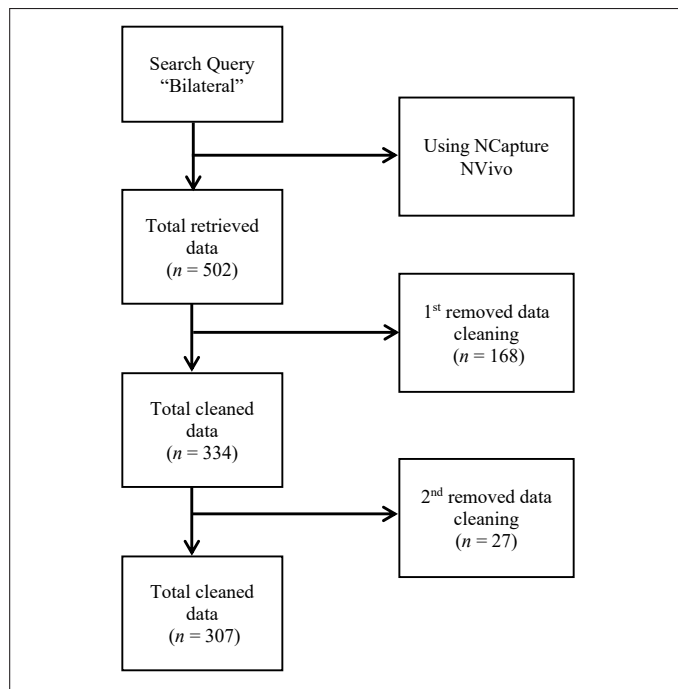 Search Query
“Bilateral”
Using NCapture
NVivo
Total retrieved
data
(n = 502)
1st removed data
cleaning
(n = 168)
Total cleaned
data
(n = 334)
2nd removed data
cleaning
(n = 27)
Total cleaned
data
(n = 307)